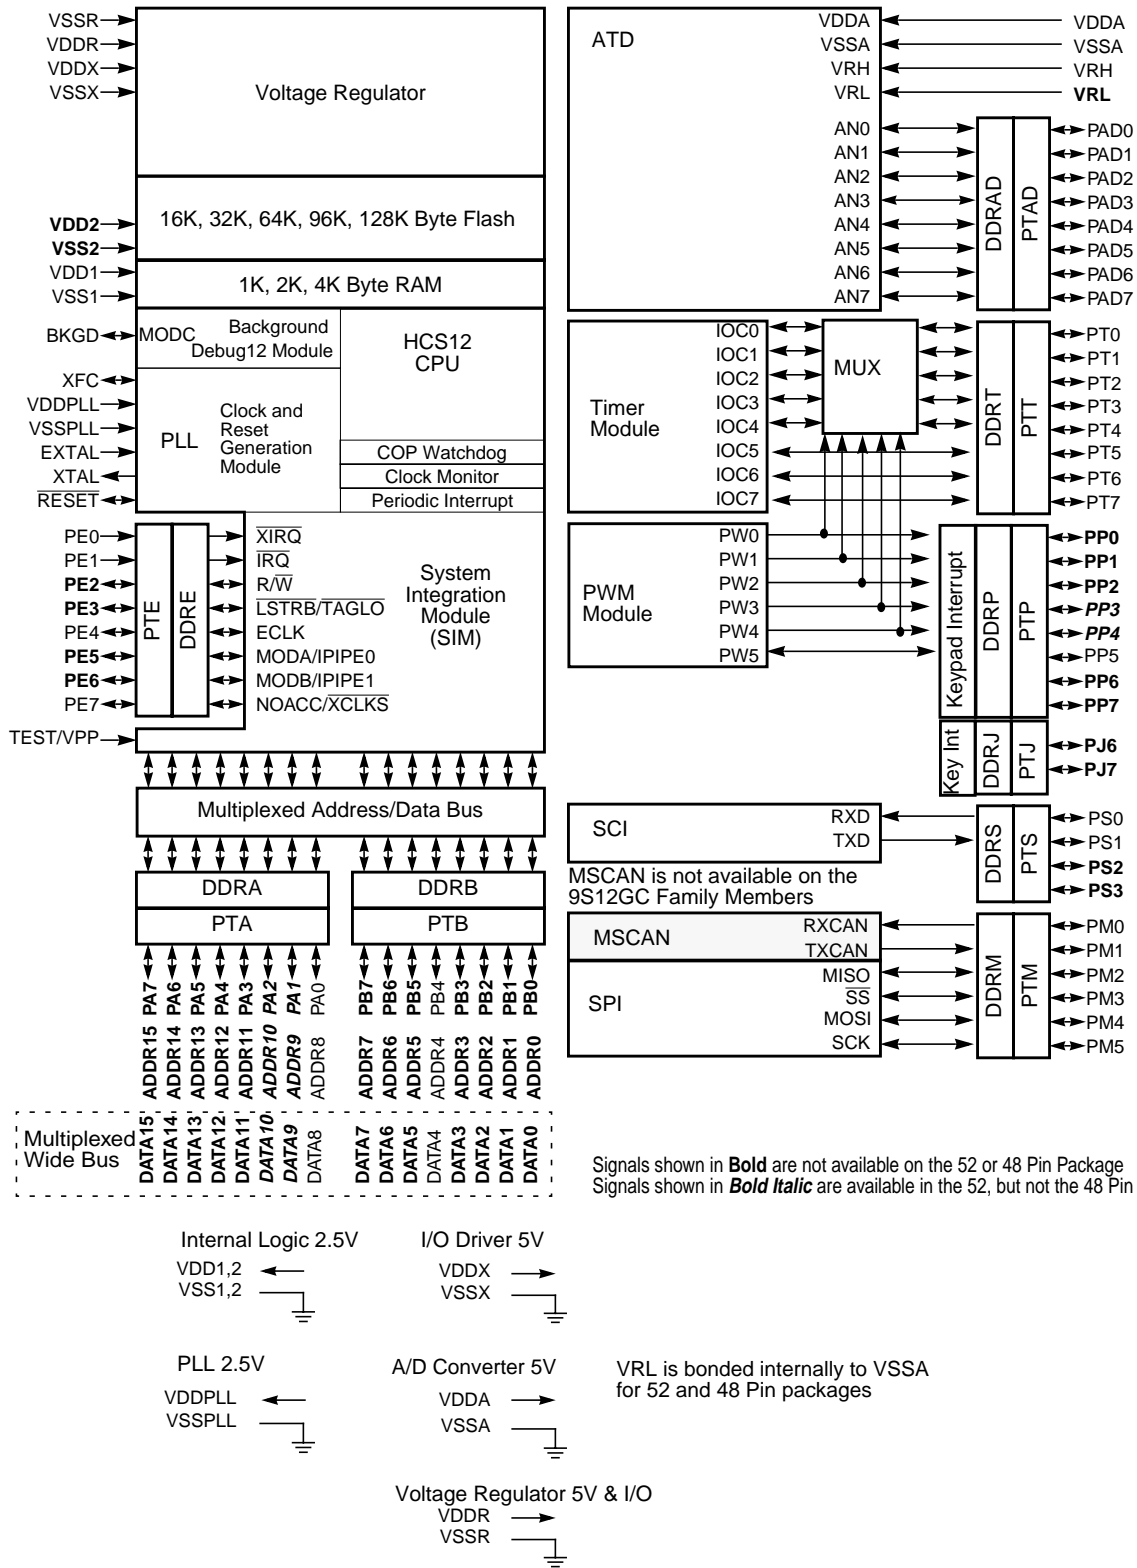 VSSR
VDDR
VDDX
VSSX
Voltage Regulator
VDD2
VSS2
VDD1
VSS1
16K, 32K, 64K, 96K, 128K Byte Flash
1K, 2K, 4K Byte RAM
BKGD
MODC
Background
Debug12 Module
HCS12
CPU
XFC
VDDPLL
VSSPLL
EXTAL
XTAL
RESET
PLL
Clock and
Reset
Generation
Module
COP Watchdog
Clock Monitor
Periodic Interrupt
PE0
PE1
PE2
PE3
PE4
PE5
PE6
PE7
PTE
DDRE
XIRQ
IRQ
R/W
LSTRB/TAGLO
ECLK
MODA/IPIPE0
MODB/IPIPE1
NOACC/XCLKS
System
Integration
Module
(SIM)
TEST/VPP
Multiplexed Address/Data Bus
DDRA
DDRB
PTA
PTB
PA7
PA6
PA5
PA4
PA3
PA2
PA1
PA0
PB7
PB6
PB5
PB4
PB3
PB2
PB1
PB0
ADDR15
ADDR14
ADDR13
ADDR12
ADDR11
ADDR10
ADDR9
ADDR8
ADDR7
ADDR6
ADDR5
ADDR4
ADDR3
ADDR2
ADDR1
ADDR0
Multiplexed
Wide Bus
DATA15
DATA14
DATA13
DATA12
DATA11
DATA10
DATA9
DATA8
DATA7
DATA6
DATA5
DATA4
DATA3
DATA2
DATA1
DATA0
ATD
VDDA
VSSA
VRH
VRL
VDDA
VSSA
VRH
VRL
AN0
AN1
AN2
AN3
AN4
AN5
AN6
AN7
DDRAD
PTAD
PAD0
PAD1
PAD2
PAD3
PAD4
PAD5
PAD6
PAD7
Timer
Module
IOC0
IOC1
IOC2
IOC3
IOC4
IOC5
IOC6
IOC7
MUX
DDRT
PTT
PT0
PT1
PT2
PT3
PT4
PT5
PT6
PT7
PWM
Module
PW0
PW1
PW2
PW3
PW4
PW5
Keypad Interrupt
DDRP
PTP
PP0
PP1
PP2
PP3
PP4
PP5
PP6
PP7
Key Int
DDRJ
PTJ
PJ6
PJ7
SCI
RXD
TXD
DDRS
PTS
PS0
PS1
PS2
PS3
MSCAN is not available on the
9S12GC Family Members
MSCAN
RXCAN
TXCAN
SPI
MISO
SS
MOSI
SCK
DDRM
PTM
PM0
PM1
PM2
PM3
PM4
PM5
Signals shown in Bold are not available on the 52 or 48 Pin Package
Signals shown in Bold Italic are available in the 52, but not the 48 Pin
Internal Logic 2.5V
VDD1,2
VSS1,2
I/O Driver 5V
VDDX
VSSX
PLL 2.5V
VDDPLL
VSSPLL
A/D Converter 5V
VDDA
VSSA
VRL is bonded internally to VSSA
for 52 and 48 Pin packages
Voltage Regulator 5V & I/O
VDDR
VSSR